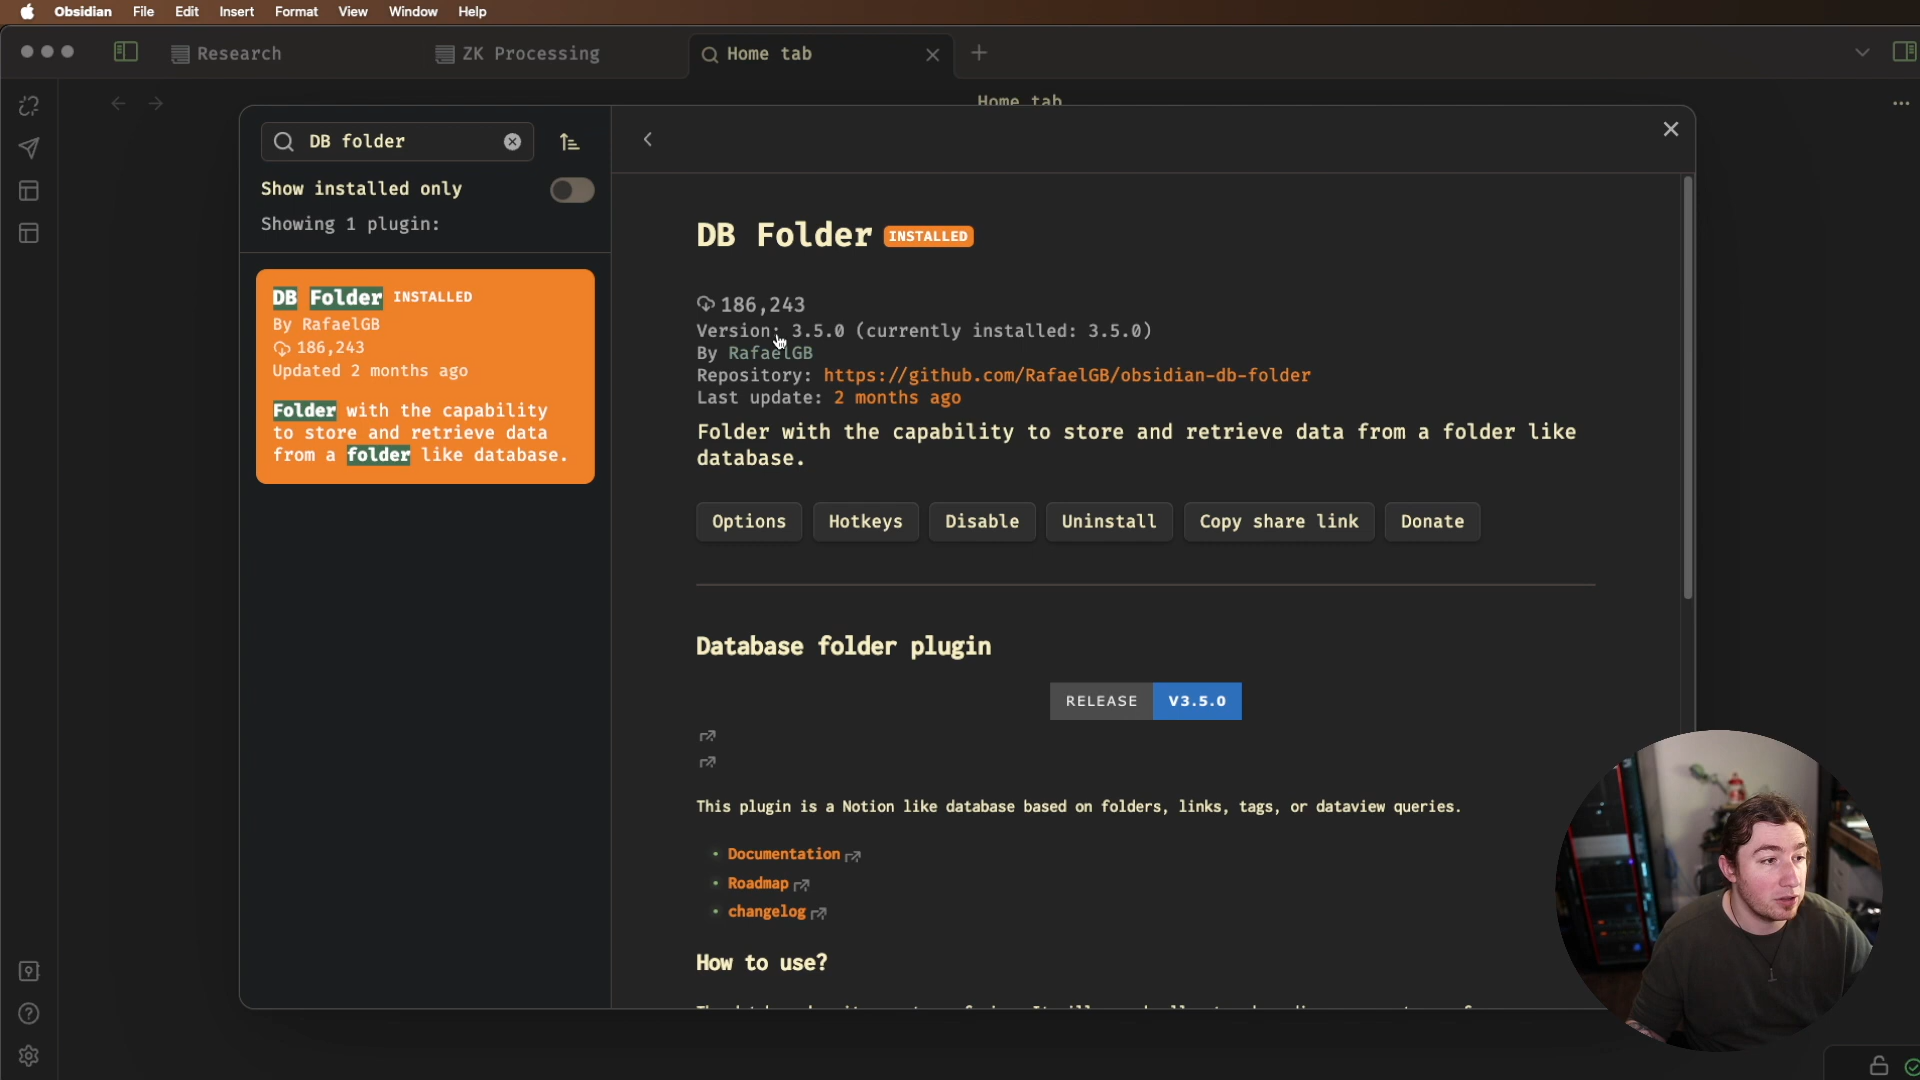 Obsidian File Edit Insert Format View Window Help
Research
ZK Processing
Home tab
Home tab
DB folder
Show installed only
Showing 1 plugin:
DB Folder INSTALLED
By RafaelGB
186,243
Updated 2 months ago
Folder with the capability
to store and retrieve data
from a folder like database.
DB Folder INSTALLED
186,243
Version: 3.5.0 (currently installed: 3.5.0)
By RafaelGB
Repository: https://github.com/RafaelGB/obsidian-db-folder
Last update: 2 months ago
Folder with the capability to store and retrieve data from a folder like
database.
Options Hotkeys Disable Uninstall Copy share link Donate
Database folder plugin
RELEASE V3.5.0
This plugin is a Notion like database based on folders, links, tags, or dataview queries.
• Documentation
• Roadmap
• changelog
How to use?